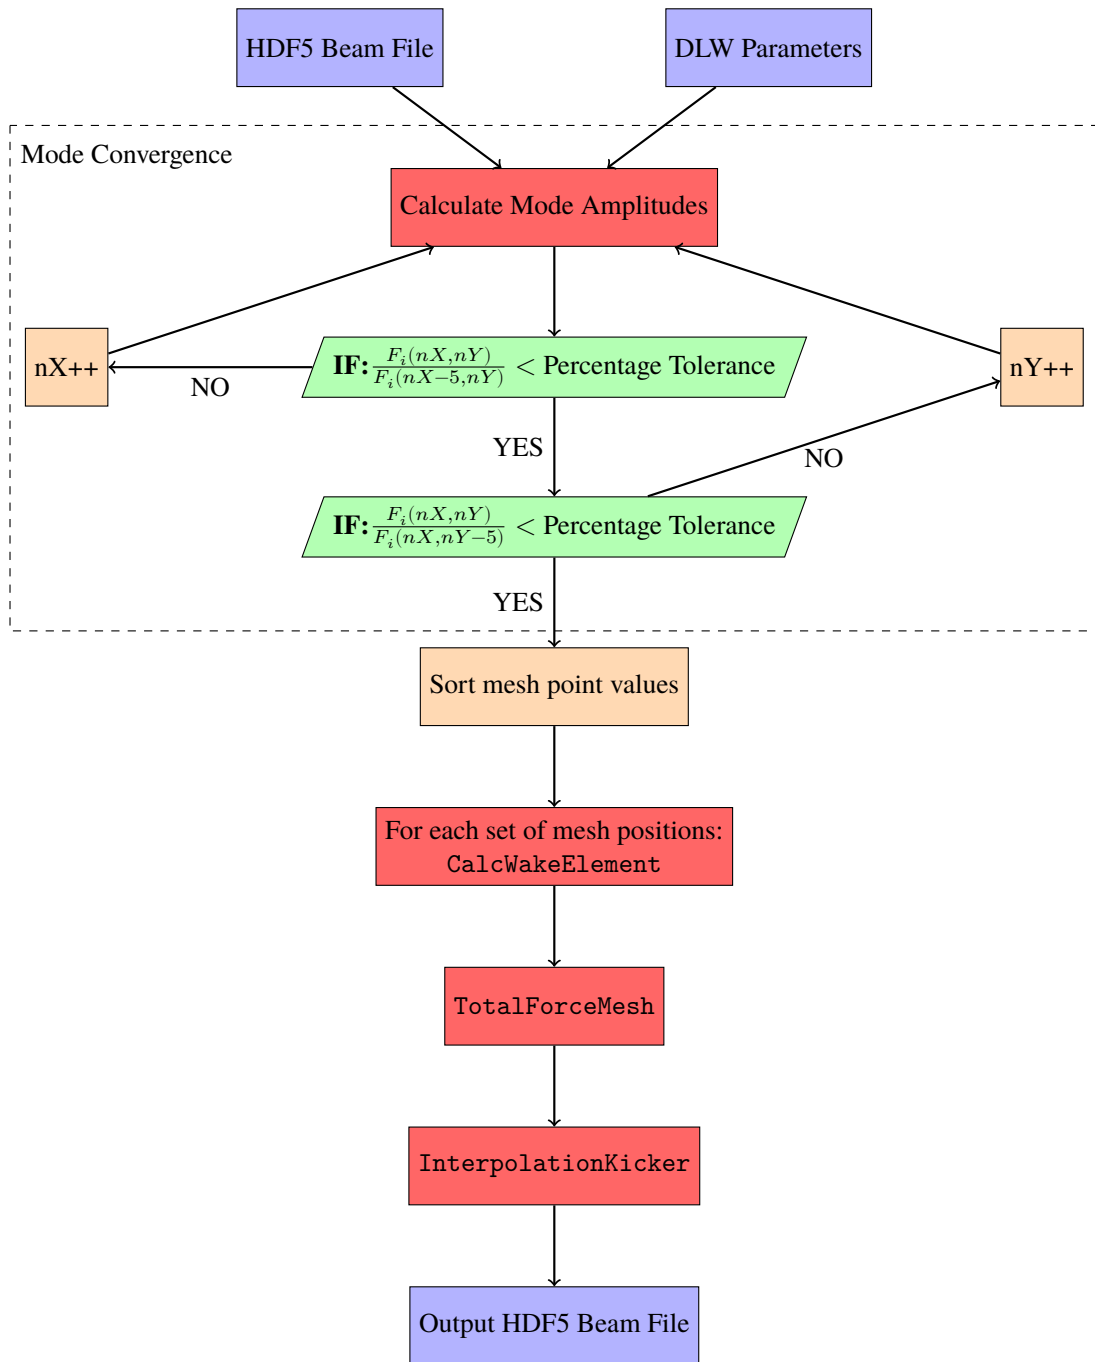 HDF5 Beam File
DLW Parameters
Mode Convergence
Calculate Mode Amplitudes
nX++
IF: F_i(nX,nY) / F_i(nX−5,nY) < Percentage Tolerance
nY++
NO
YES
NO
IF: F_i(nX,nY) / F_i(nX,nY−5) < Percentage Tolerance
YES
Sort mesh point values
For each set of mesh positions:
CalcWakeElement
TotalForceMesh
InterpolationKicker
Output HDF5 Beam File